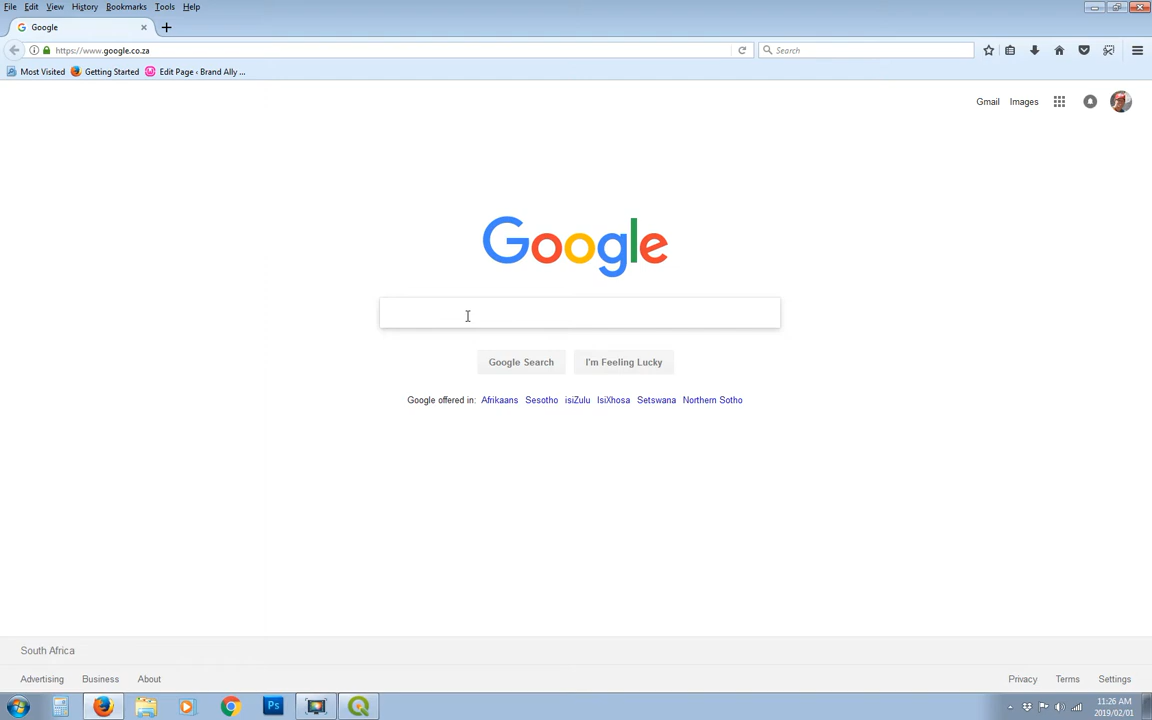 File Edit View History Bookmarks Tools Help
Google
https://www.google.co.za
Search
Most Visited Getting Started Edit Page ‹ Brand Ally ...
Gmail Images
Google
Google Search I'm Feeling Lucky
Google offered in: Afrikaans Sesotho isiZulu IsiXhosa Setswana Northern Sotho
South Africa
Advertising Business About Privacy Terms Settings
Ps
11:26 AM
2019/02/01